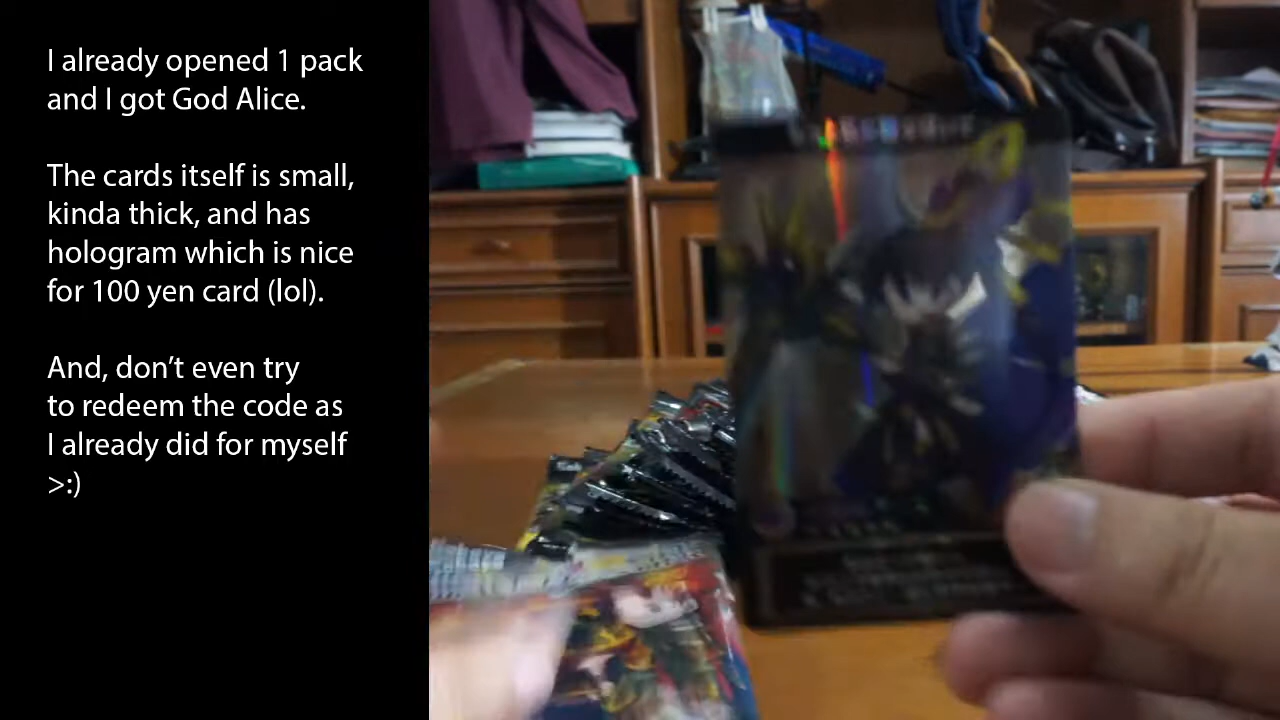 I already opened 1 pack
and I got God Alice.
The cards itself is small,
kinda thick, and has
hologram which is nice
for 100 yen card (lol).
And, don't even try
to redeem the code as
I already did for myself
>:)